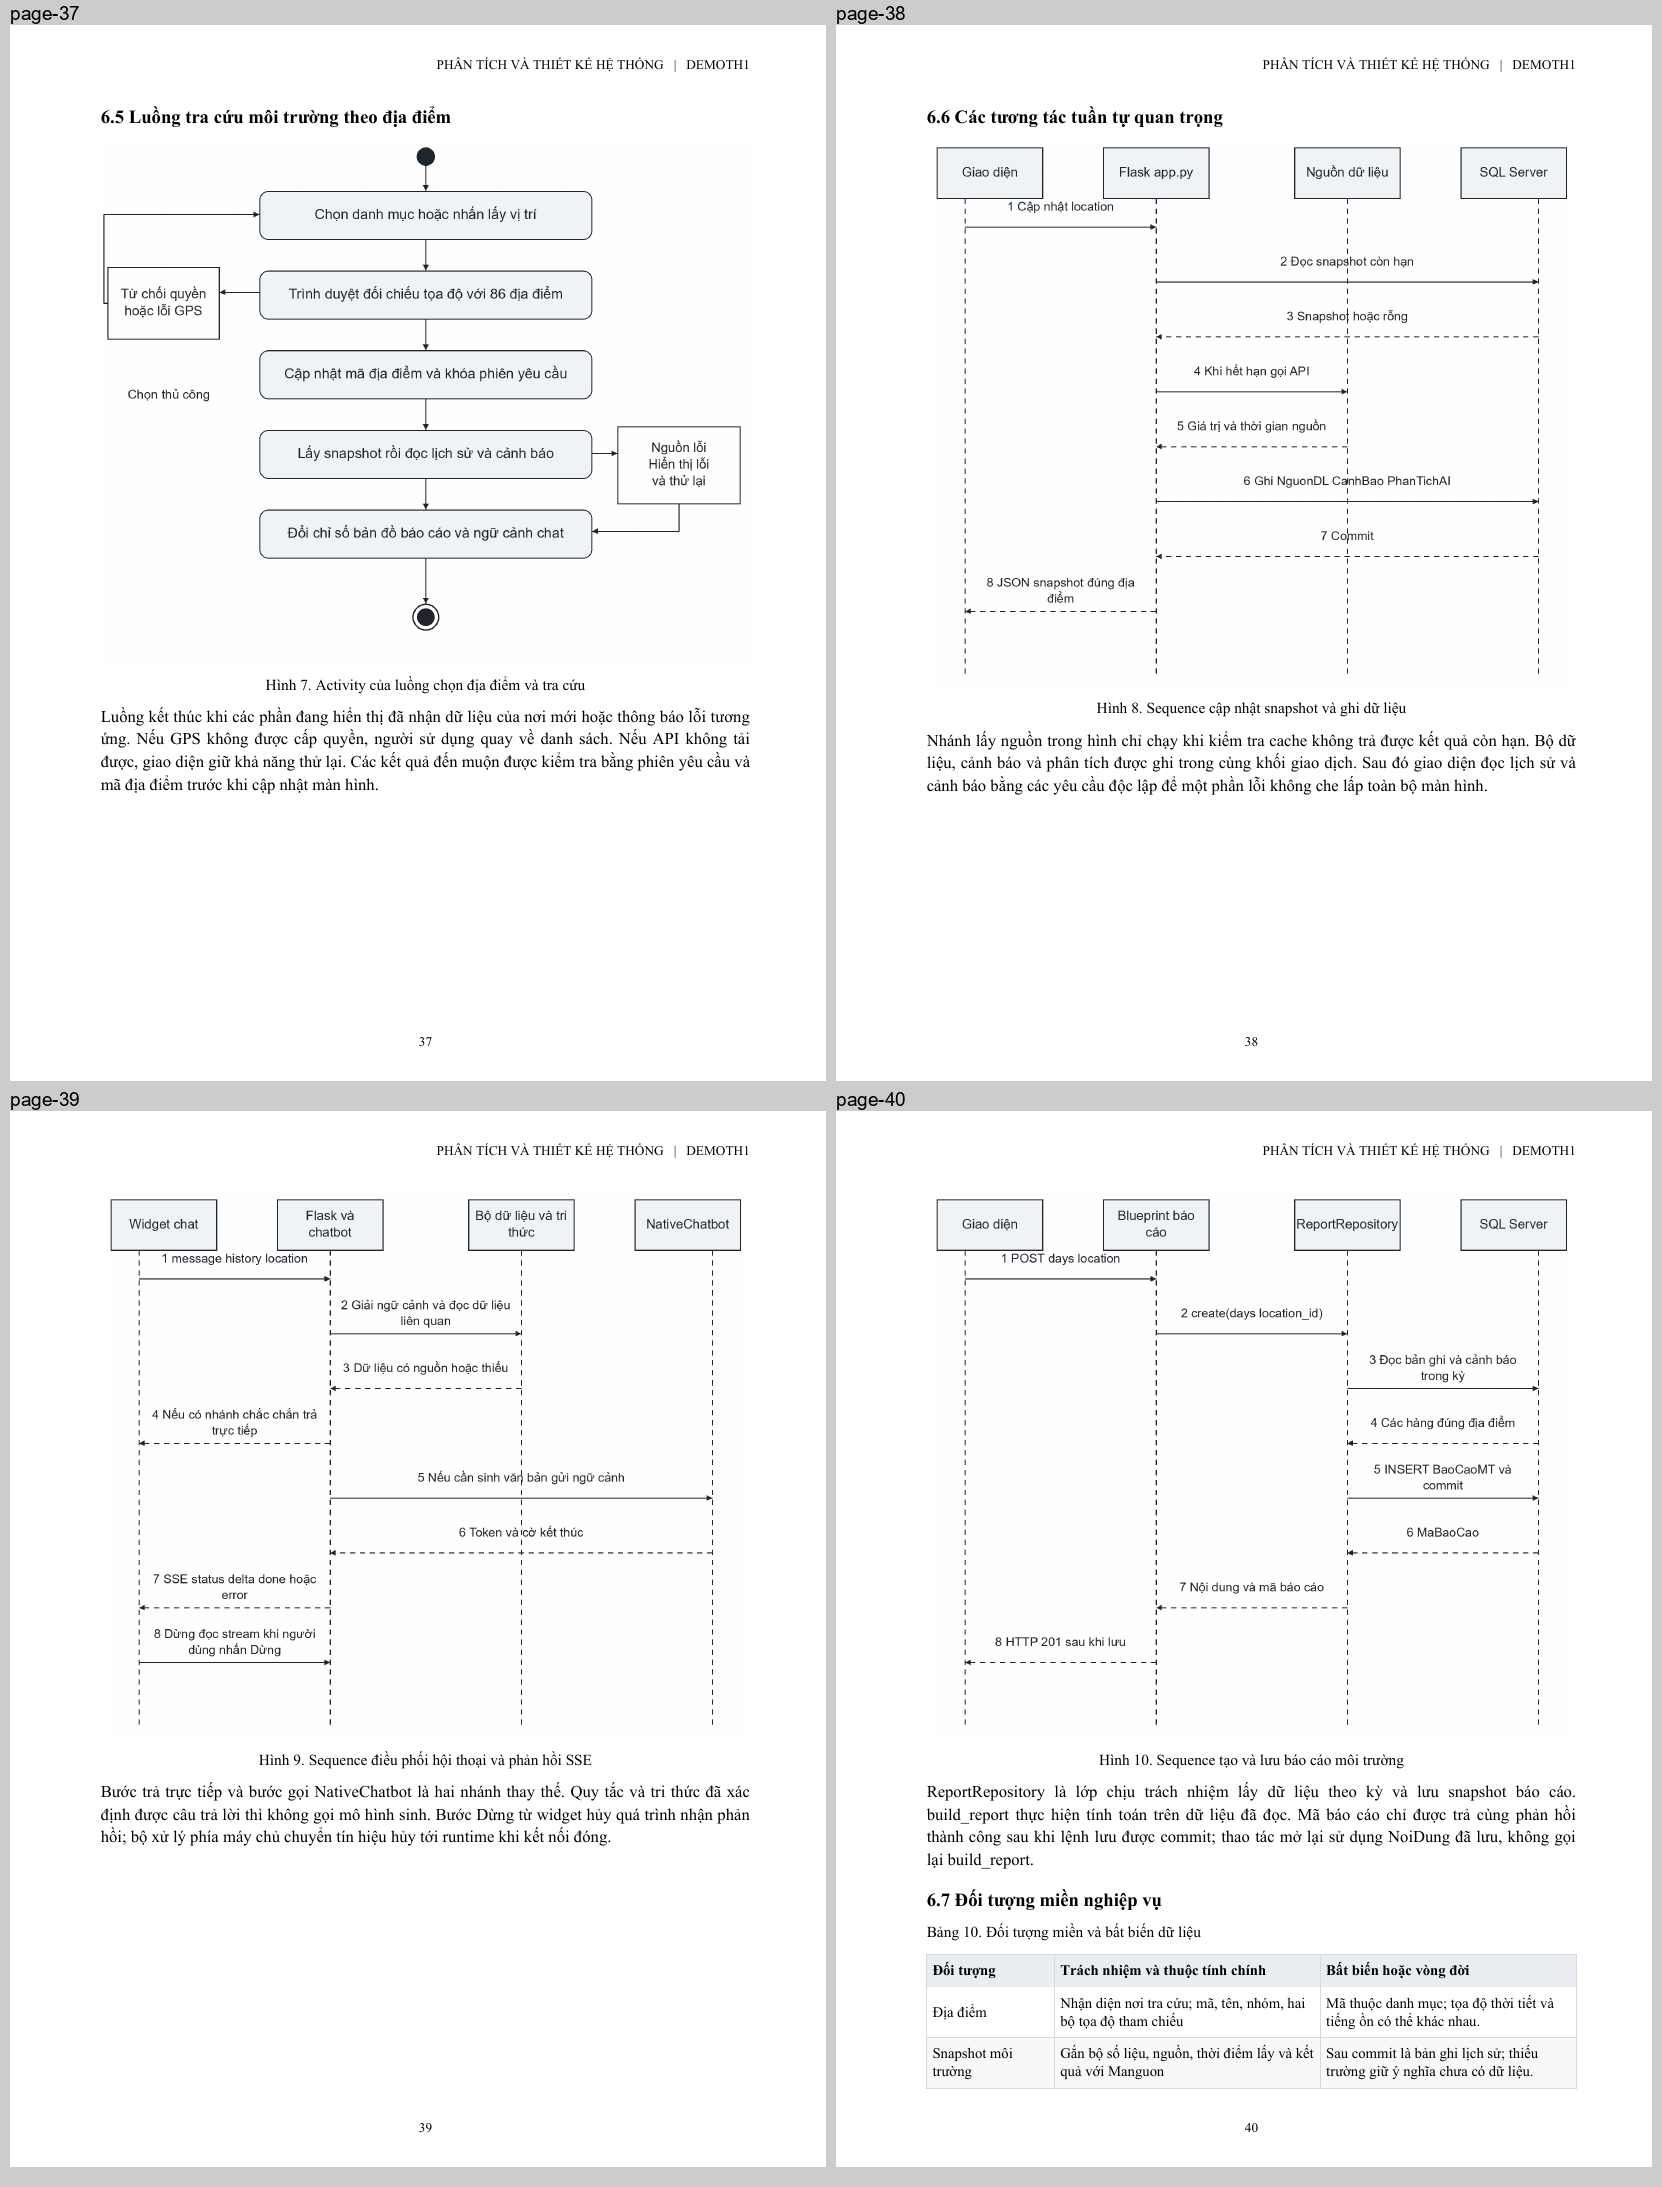 page-37
PHÂN TÍCH VÀ THIẾT KẾ HỆ THỐNG | DEMOTH1
6.5 Luồng tra cứu môi trường theo địa điểm
Chọn danh mục hoặc nhấn lấy vị trí
Trình duyệt đối chiếu tọa độ với 86 địa điểm
Từ chối quyền
hoặc lỗi GPS
Cập nhật mã địa điểm và khóa phiên yêu cầu
Chọn thủ công
Lấy snapshot rồi đọc lịch sử và cảnh báo
Nguồn lỗi
Hiển thị lỗi
và thử lại
Đổi chỉ số bản đồ báo cáo và ngữ cảnh chat
Hình 7. Activity của luồng chọn địa điểm và tra cứu
Luồng kết thúc khi các phần đang hiển thị đã nhận dữ liệu của nơi mới hoặc thông báo lỗi tương
ứng. Nếu GPS không được cấp quyền, người sử dụng quay về danh sách. Nếu API không tải
được, giao diện giữ khả năng thử lại. Các kết quả đến muộn được kiểm tra bằng phiên yêu cầu và
mã địa điểm trước khi cập nhật màn hình.
37
page-38
PHÂN TÍCH VÀ THIẾT KẾ HỆ THỐNG | DEMOTH1
6.6 Các tương tác tuần tự quan trọng
Giao diện
Flask app.py
Nguồn dữ liệu
SQL Server
1 Cập nhật location
2 Đọc snapshot còn hạn
3 Snapshot hoặc rỗng
4 Khi hết hạn gọi API
5 Giá trị và thời gian nguồn
6 Ghi NguonDL CanhBao PhanTichAI
7 Commit
8 JSON snapshot đúng địa
điểm
Hình 8. Sequence cập nhật snapshot và ghi dữ liệu
Nhánh lấy nguồn trong hình chỉ chạy khi kiểm tra cache không trả được kết quả còn hạn. Bộ dữ
liệu, cảnh báo và phân tích được ghi trong cùng khối giao dịch. Sau đó giao diện đọc lịch sử và
cảnh báo bằng các yêu cầu độc lập để một phần lỗi không che lấp toàn bộ màn hình.
38
page-39
PHÂN TÍCH VÀ THIẾT KẾ HỆ THỐNG | DEMOTH1
Widget chat
Flask và
chatbot
Bộ dữ liệu và tri
thức
NativeChatbot
1 message history location
2 Giải ngữ cảnh và đọc dữ liệu
liên quan
3 Dữ liệu có nguồn hoặc thiếu
4 Nếu có nhánh chắc chắn trả
trực tiếp
5 Nếu cần sinh văn bản gửi ngữ cảnh
6 Token và cờ kết thúc
7 SSE status delta done hoặc
error
8 Dừng đọc stream khi người
dùng nhấn Dừng
Hình 9. Sequence điều phối hội thoại và phản hồi SSE
Bước trả trực tiếp và bước gọi NativeChatbot là hai nhánh thay thế. Quy tắc và tri thức đã xác
định được câu trả lời thì không gọi mô hình sinh. Bước Dừng từ widget hủy quá trình nhận phản
hồi; bộ xử lý phía máy chủ chuyển tín hiệu hủy tới runtime khi kết nối đóng.
39
page-40
PHÂN TÍCH VÀ THIẾT KẾ HỆ THỐNG | DEMOTH1
Giao diện
Blueprint báo
cáo
ReportRepository
SQL Server
1 POST days location
2 create(days location_id)
3 Đọc bản ghi và cảnh báo
trong kỳ
4 Các hàng đúng địa điểm
5 INSERT BaoCaoMT và
commit
6 MaBaoCao
7 Nội dung và mã báo cáo
8 HTTP 201 sau khi lưu
Hình 10. Sequence tạo và lưu báo cáo môi trường
ReportRepository là lớp chịu trách nhiệm lấy dữ liệu theo kỳ và lưu snapshot báo cáo.
build_report thực hiện tính toán trên dữ liệu đã đọc. Mã báo cáo chỉ được trả cùng phản hồi
thành công sau khi lệnh lưu được commit; thao tác mở lại sử dụng NoiDung đã lưu, không gọi
lại build_report.
6.7 Đối tượng miền nghiệp vụ
Bảng 10. Đối tượng miền và bất biến dữ liệu
Đối tượng
Trách nhiệm và thuộc tính chính
Bất biến hoặc vòng đời
Địa điểm
Nhận diện nơi tra cứu; mã, tên, nhóm, hai
bộ tọa độ tham chiếu
Mã thuộc danh mục; tọa độ thời tiết và
tiếng ồn có thể khác nhau.
Snapshot môi
trường
Gắn bộ số liệu, nguồn, thời điểm lấy và kết
quả với Manguon
Sau commit là bản ghi lịch sử; thiếu
trường giữ ý nghĩa chưa có dữ liệu.
40